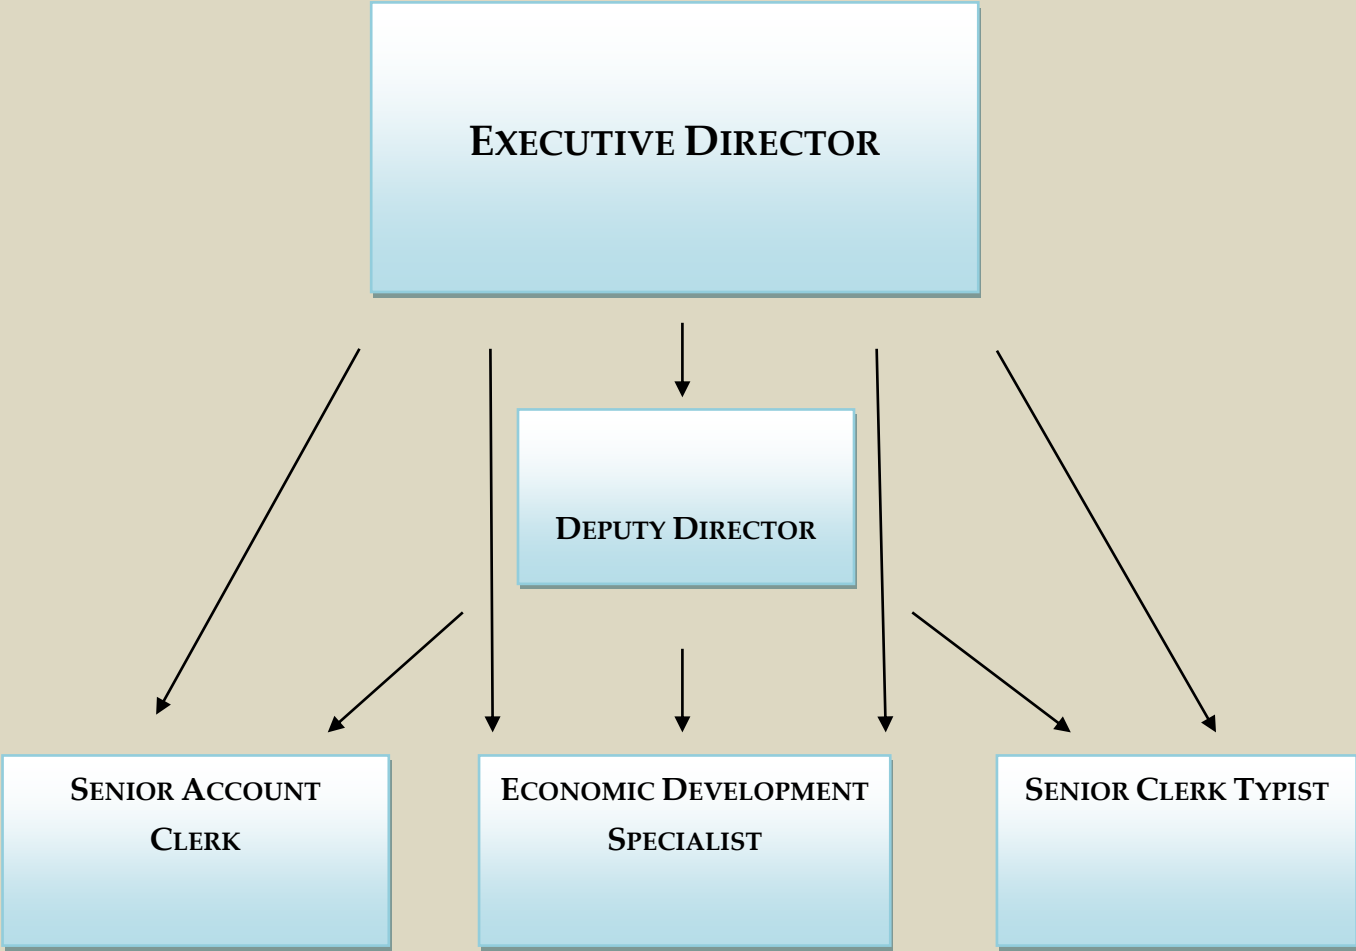 EXECUTIVE DIRECTOR
DEPUTY DIRECTOR
SENIOR ACCOUNT
CLERK
ECONOMIC DEVELOPMENT
SPECIALIST
SENIOR CLERK TYPIST